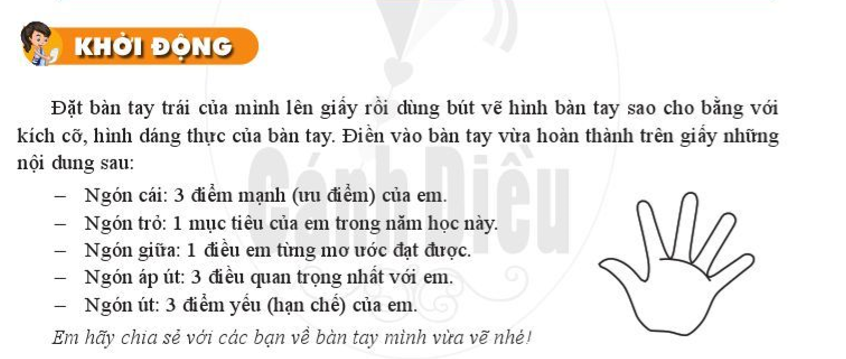 KHỞI ĐỘNG
Đặt bàn tay trái của mình lên giấy rồi dùng bút vẽ hình bàn tay sao cho bằng với
kích cỡ, hình dáng thực của bàn tay. Điền vào bàn tay vừa hoàn thành trên giấy những
nội dung sau:
– Ngón cái: 3 điểm mạnh (ưu điểm) của em.
– Ngón trỏ: 1 mục tiêu của em trong năm học này.
– Ngón giữa: 1 điều em từng mơ ước đạt được.
– Ngón áp út: 3 điều quan trọng nhất với em.
– Ngón út: 3 điểm yếu (hạn chế) của em.
Em hãy chia sẻ với các bạn về bàn tay mình vừa vẽ nhé!
Cánh Diều